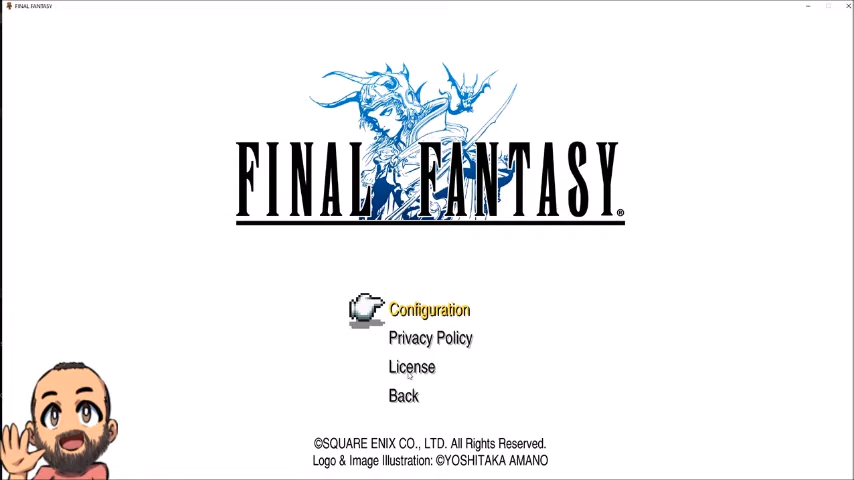 FINAL FANTASY
FINAL FANTASY®
Configuration
Privacy Policy
License
Back
©SQUARE ENIX CO., LTD. All Rights Reserved.
Logo & Image Illustration: ©YOSHITAKA AMANO